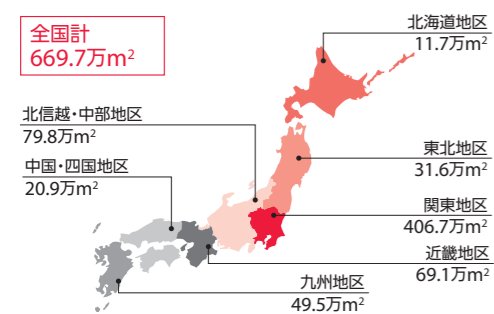 全国計
669.7万m²
北海道地区
11.7万m²
北信越・中部地区
79.8万m²
東北地区
31.6万m²
中国・四国地区
20.9万m²
関東地区
406.7万m²
近畿地区
69.1万m²
九州地区
49.5万m²